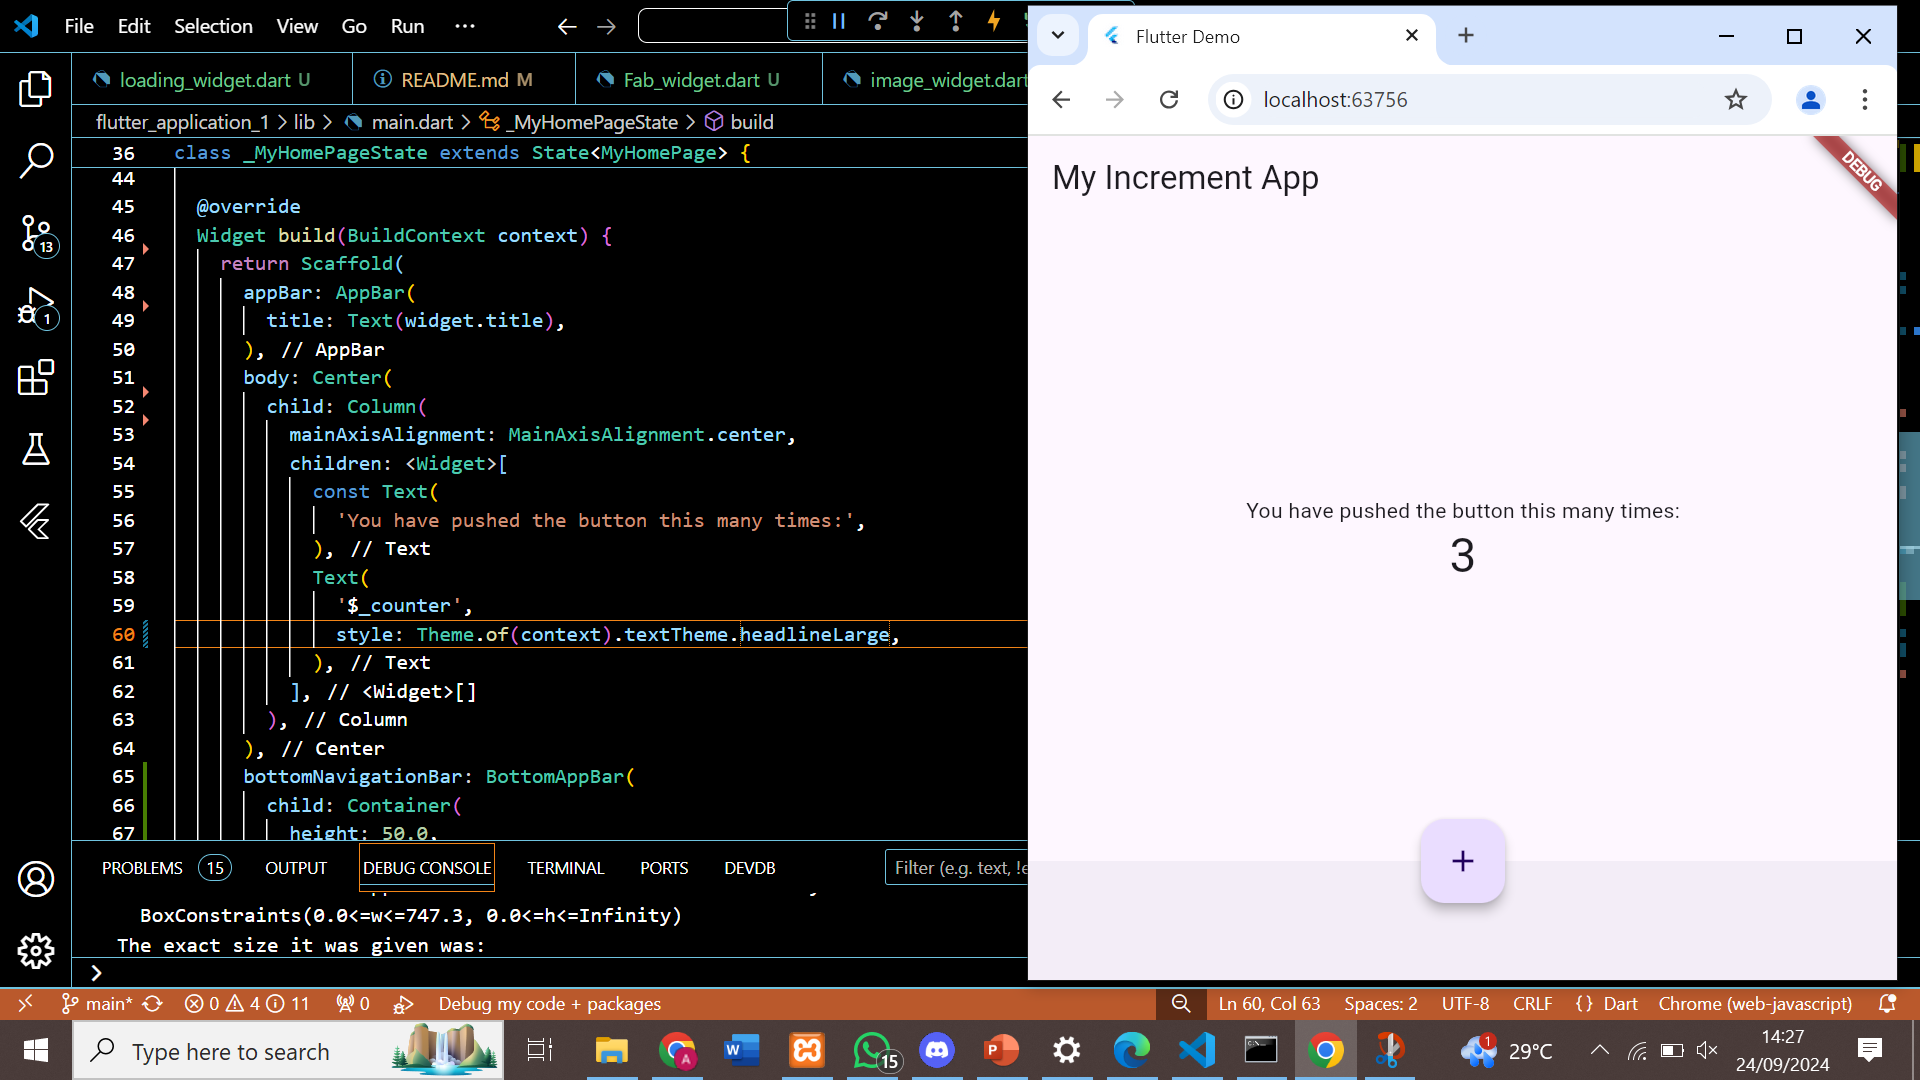 File Edit Selection View Go Run ···
loading_widget.dart U
README.md M
Fab_widget.dart U
image_widget.dart
flutter_application_1 > lib > main.dart > _MyHomePageState > build
36 class _MyHomePageState extends State<MyHomePage> {
44
45 @override
46 Widget build(BuildContext context) {
47 return Scaffold(
48 appBar: AppBar(
49 title: Text(widget.title),
50 ), // AppBar
51 body: Center(
52 child: Column(
53 mainAxisAlignment: MainAxisAlignment.center,
54 children: <Widget>[
55 const Text(
56 'You have pushed the button this many times:',
57 ), // Text
58 Text(
59 '$_counter',
60 style: Theme.of(context).textTheme.headlineLarge,
61 ), // Text
62 ], // <Widget>[]
63 ), // Column
64 ), // Center
65 bottomNavigationBar: BottomAppBar(
66 child: Container(
67 height: 50.0,
13
1
PROBLEMS 15 OUTPUT DEBUG CONSOLE TERMINAL PORTS DEVDB
Filter (e.g. text, !e
BoxConstraints(0.0<=w<=747.3, 0.0<=h<=Infinity)
The exact size it was given was:
Flutter Demo
localhost:63756
My Increment App
DEBUG
You have pushed the button this many times:
3
+
main* 0 4 11 0 Debug my code + packages Ln 60, Col 63 Spaces: 2 UTF-8 CRLF {} Dart Chrome (web-javascript)
Type here to search
A
W
15
P
1
29°C
14:27
24/09/2024